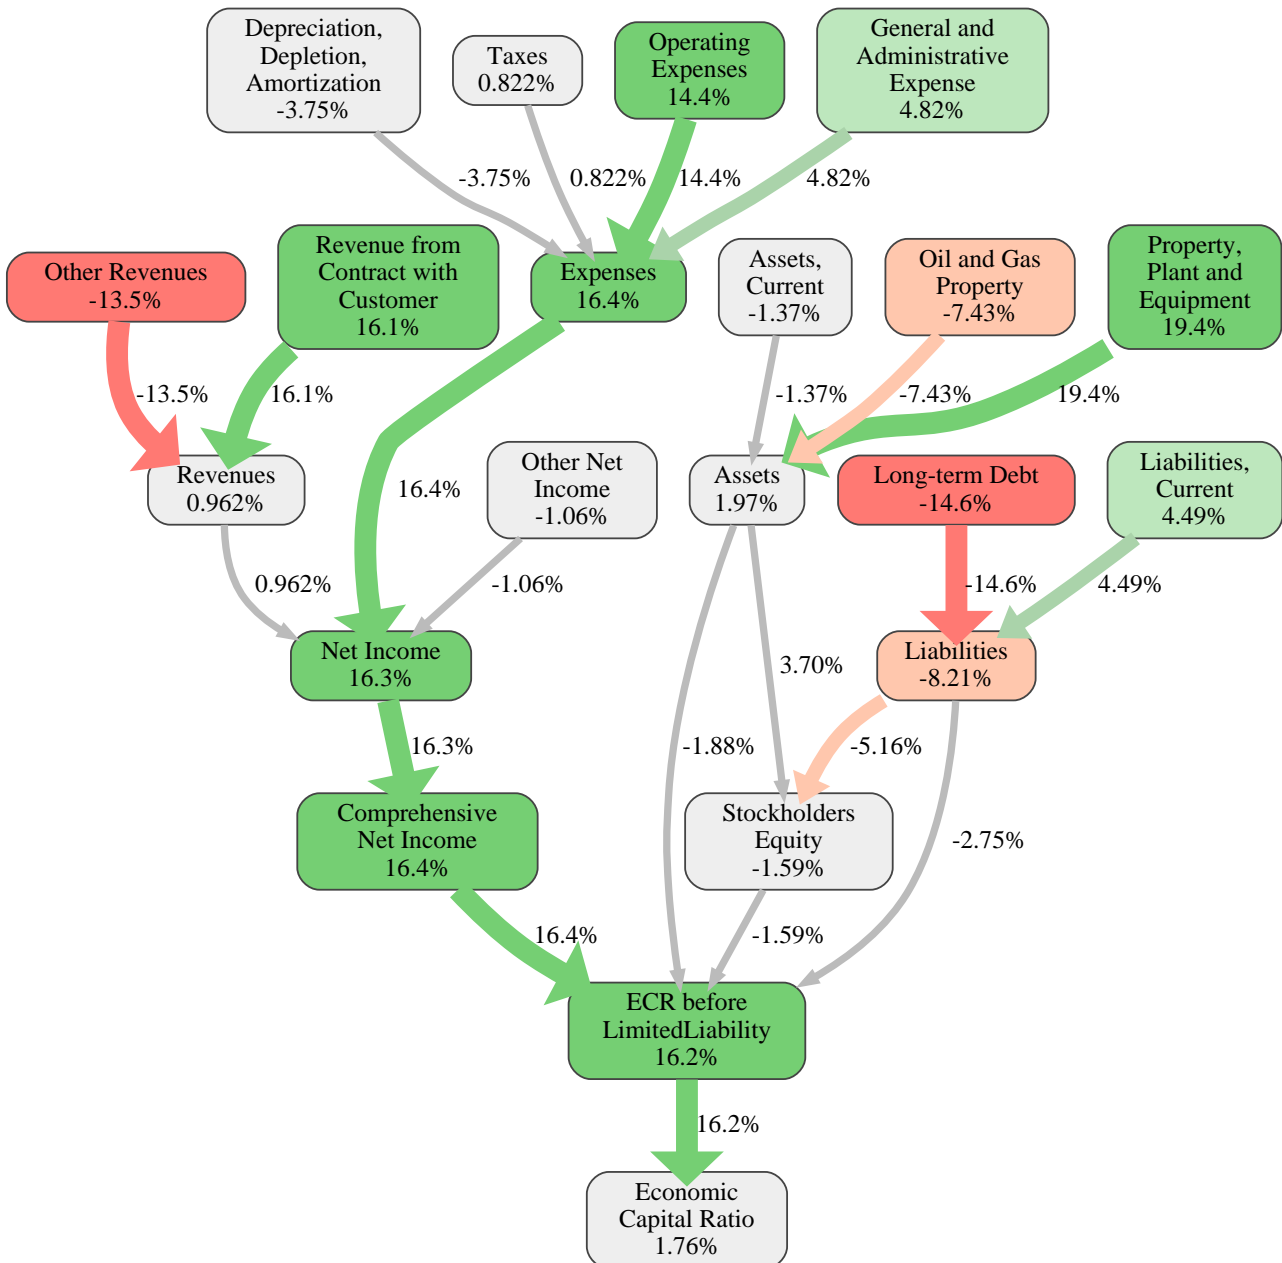 Depreciation,
Depletion,
Amortization
-3.75%
Taxes
0.822%
Operating
Expenses
14.4%
General and
Administrative
Expense
4.82%
-3.75%
0.822%
14.4%
4.82%
Other Revenues
-13.5%
Revenue from
Contract with
Customer
16.1%
Expenses
16.4%
Assets,
Current
-1.37%
Oil and Gas
Property
-7.43%
Property,
Plant and
Equipment
19.4%
-13.5%
16.1%
-1.37%
-7.43%
19.4%
Revenues
0.962%
16.4%
Other Net
Income
-1.06%
Assets
1.97%
Long-term Debt
-14.6%
Liabilities,
Current
4.49%
0.962%
-1.06%
-14.6%
4.49%
Net Income
16.3%
3.70%
Liabilities
-8.21%
16.3%
-1.88%
-5.16%
Comprehensive
Net Income
16.4%
Stockholders
Equity
-1.59%
-2.75%
16.4%
-1.59%
ECR before
LimitedLiability
16.2%
16.2%
Economic
Capital Ratio
1.76%